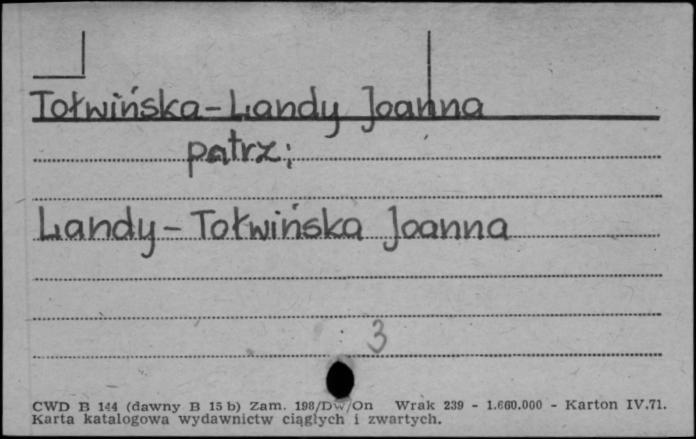 Tołwińska-Landy Joanna
patrz:
Landy-Tołwińska Joanna
3
CWD B 144 (dawny B 15 b) Zam. 198/Dw/On Wrak 239 - 1.660.000 - Karton IV.71.
Karta katalogowa wydawnictw ciągłych i zwartych.